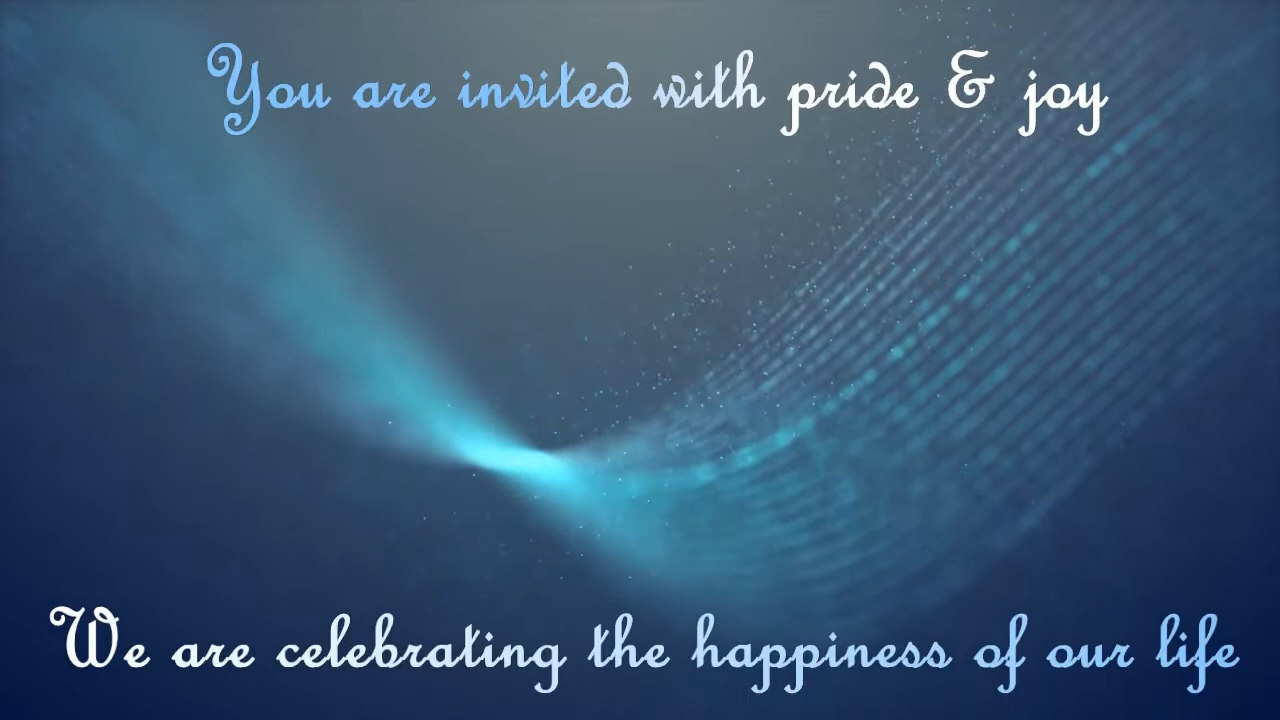 You are invited with pride & joy
We are celebrating the happiness of our life